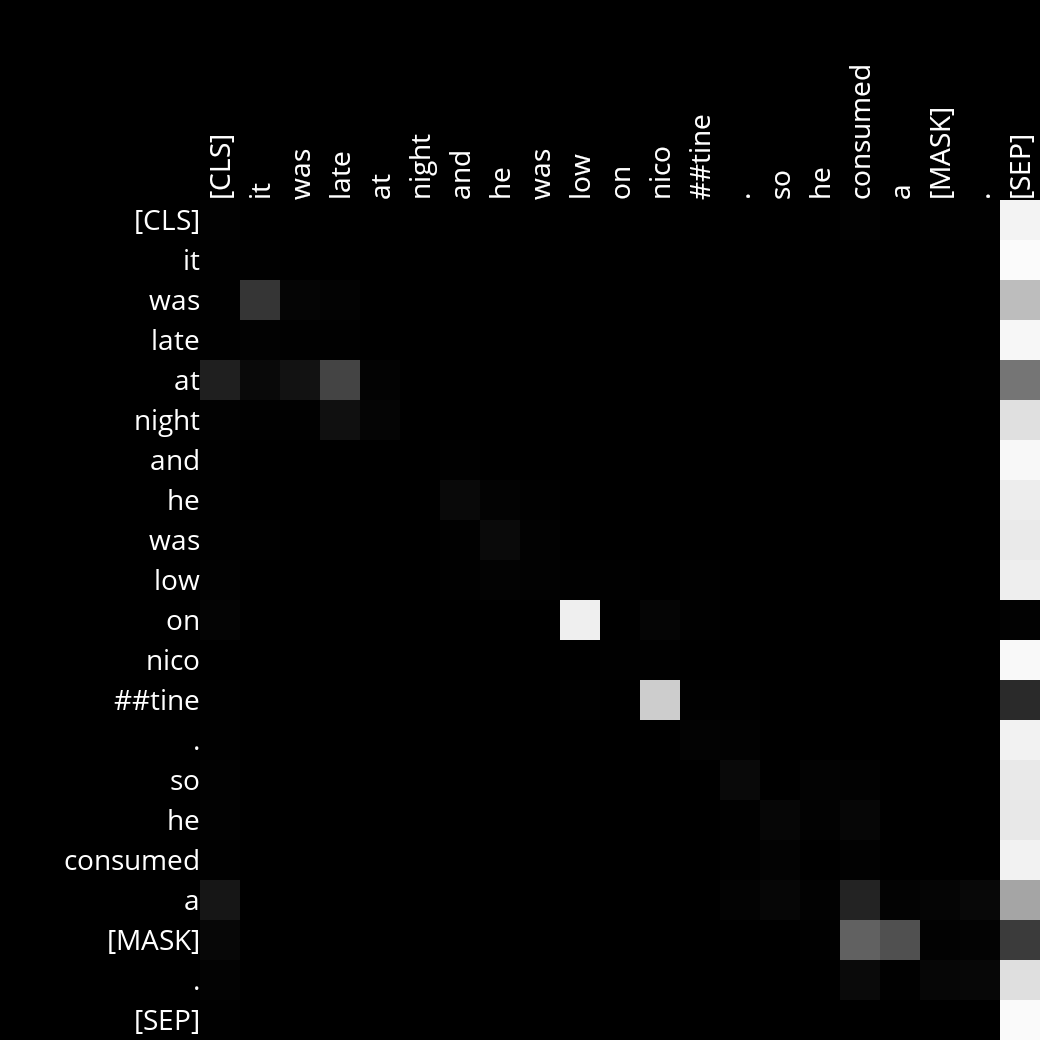 [CLS] it was late at night and he was low on nico ##tine . so he consumed a [MASK] . [SEP]
[CLS]
it
was
late
at
night
and
he
was
low
on
nico
##tine
.
so
he
consumed
a
[MASK]
.
[SEP]